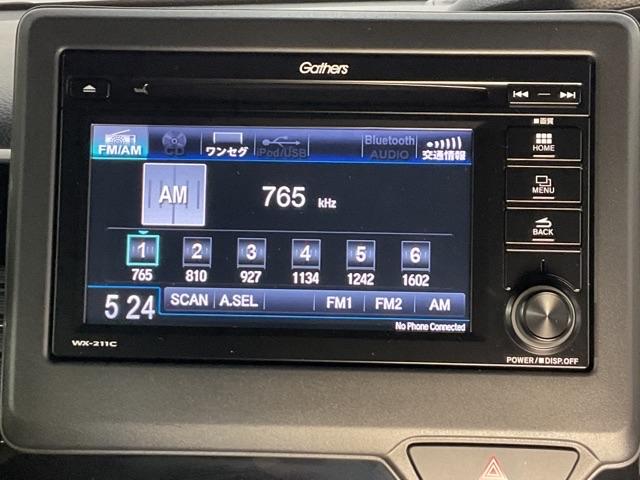 Gathers
FM/AM
CD
ワンセグ
iPod/USB
Bluetooth
AUDIO
交通情報
AM
765 kHz
1 2 3 4 5 6
765 810 927 1134 1242 1602
5 24
SCAN A.SEL FM1 FM2 AM
No Phone Connected
■画質
HOME
MENU
BACK
WX-211C
POWER/■DISP.OFF